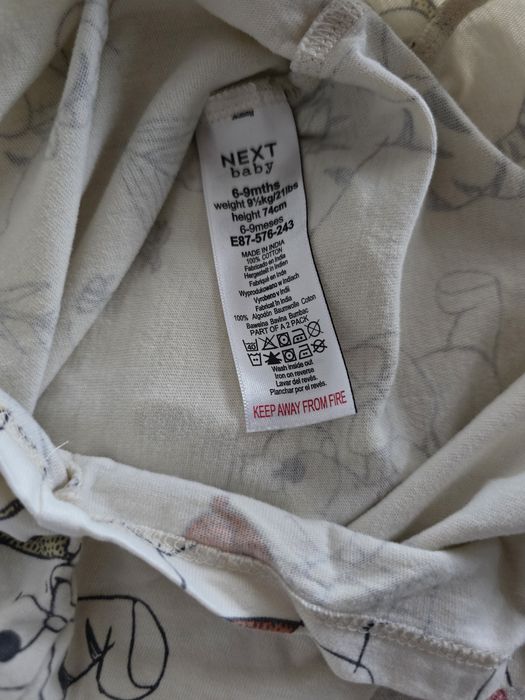 NEXT
baby
6-9mths
weight 9½kg/21lbs
height 74cm
6-9meses
E87-576-243
MADE IN INDIA
100% COTTON
Fabricado en India
Hergestellt in Indien
Fabriqué en Inde
Wyprodukowano w Indiach
Vyrobeno v Indii
Fabricat în India
100% Algodón Baumwolle Coton
Bawełna Bavlna Bumbac
PART OF A 2 PACK
40
Wash inside out
Iron on reverse
Lavar del revés.
Planchar por el revés.
KEEP AWAY FROM FIRE